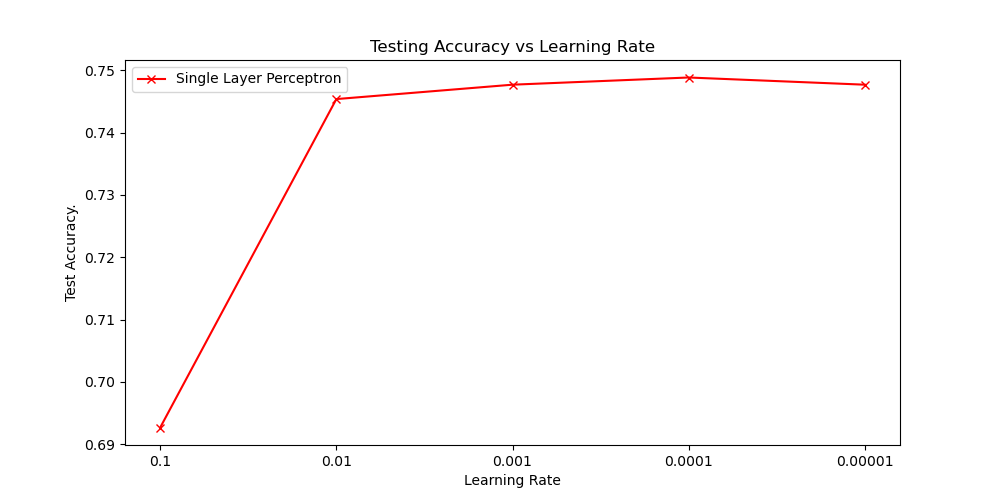 Testing Accuracy vs Learning Rate
Single Layer Perceptron
0.75
0.74
0.73
0.72
0.71
0.70
0.69
Test Accuracy.
0.1 0.01 0.001 0.0001 0.00001
Learning Rate